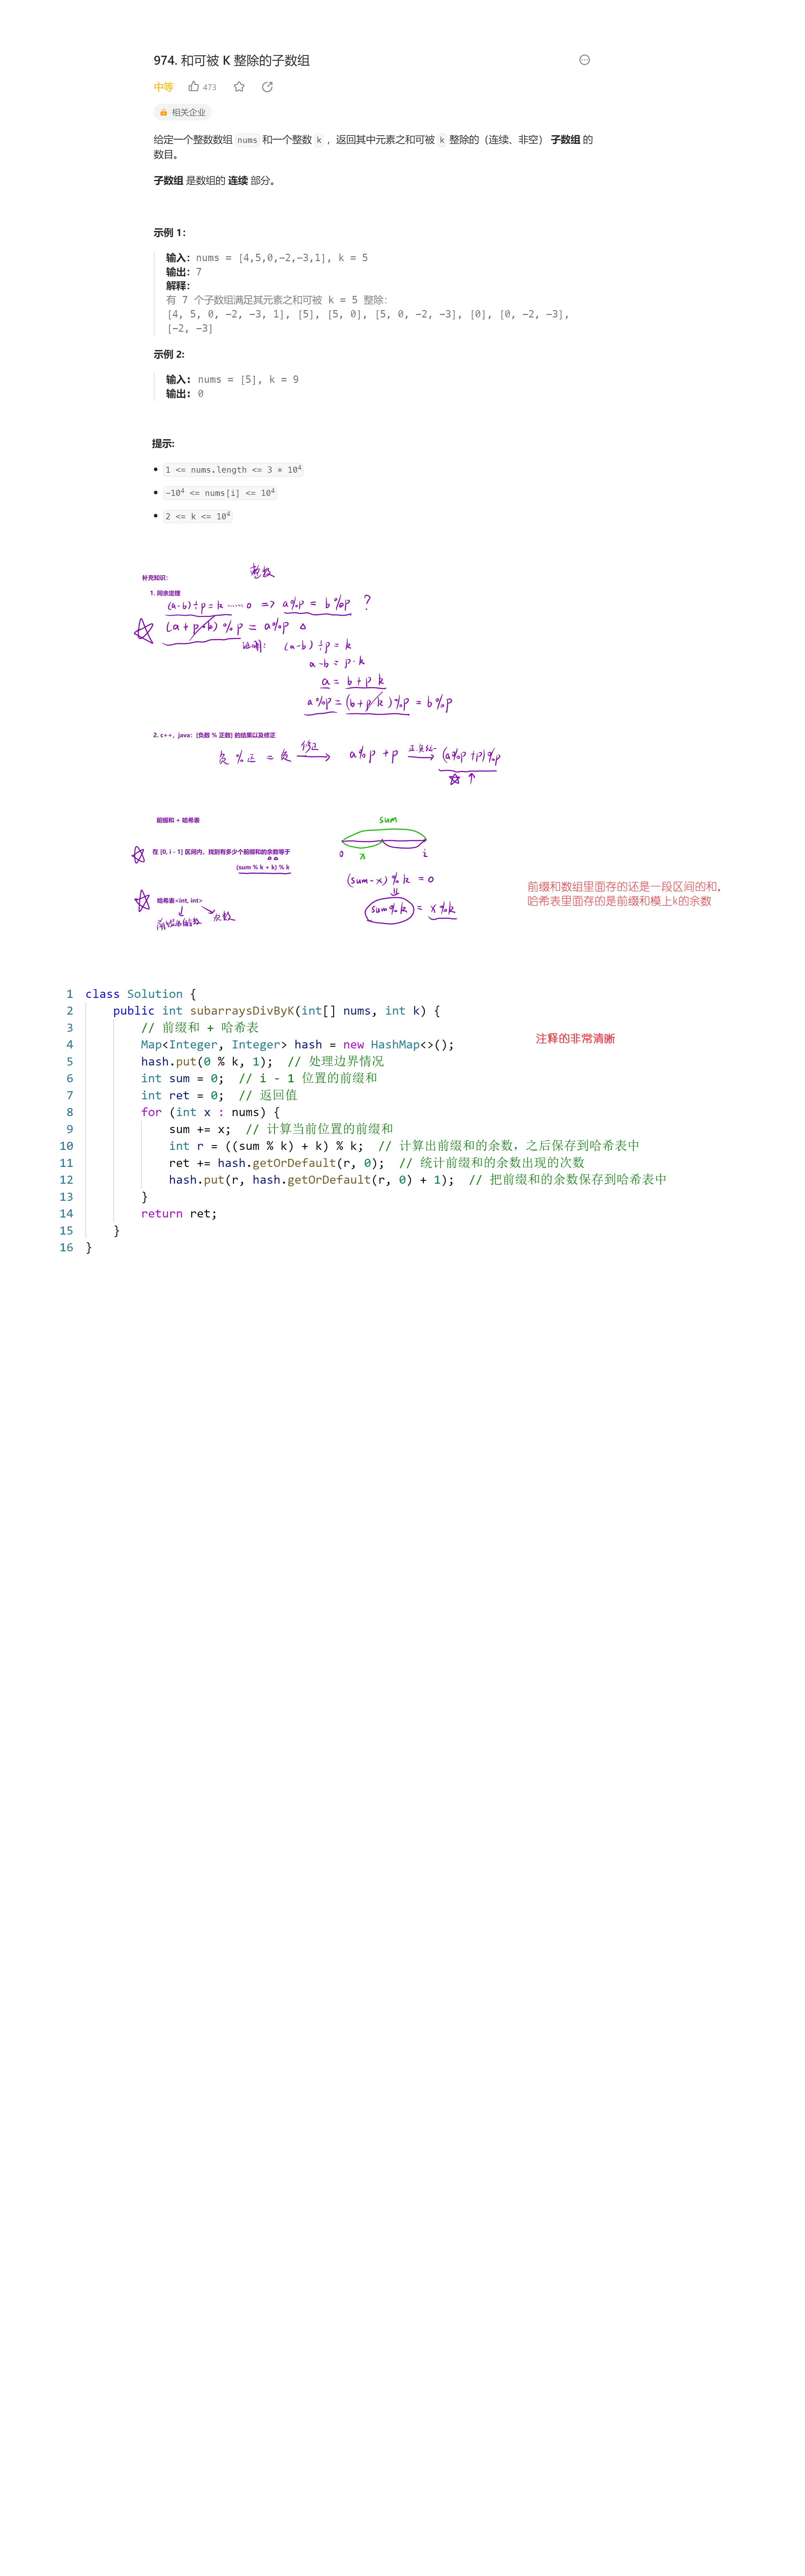 974. 和可被 K 整除的子数组
中等 473
相关企业
给定一个整数数组 nums 和一个整数 k ，返回其中元素之和可被 k 整除的（连续、非空） 子数组 的
数目。
子数组 是数组的 连续 部分。
示例 1：
输入：nums = [4,5,0,-2,-3,1], k = 5
输出：7
解释：
有 7 个子数组满足其元素之和可被 k = 5 整除：
[4, 5, 0, -2, -3, 1], [5], [5, 0], [5, 0, -2, -3], [0], [0, -2, -3],
[-2, -3]
示例 2:
输入: nums = [5], k = 9
输出: 0
提示:
1 <= nums.length <= 3 * 10⁴
-10⁴ <= nums[i] <= 10⁴
2 <= k <= 10⁴
补充知识：
整数
1. 同余定理
(a-b)÷p = k ······ 0 => a%p = b%p ?
(a + p·k) % p = a%p △
证明： (a-b) ÷p = k
a-b = p·k
a = b + p·k
a%p = (b+p·k)%p = b%p
2. c++，java：[负数 % 正数] 的结果以及修正
负 % 正 = 负 修正 a%p + p 正负统一 (a%p +p)%p
前缀和 + 哈希表
sum
0 x i
在 [0, i - 1] 区间内，找到有多少个前缀和的余数等于
(sum % k + k) % k
(sum-x) % k = 0
sum%k = x%k
哈希表<int, int>
前缀和的余数 次数
前缀和数组里面存的还是一段区间的和，
哈希表里面存的是前缀和模上k的余数
1 class Solution {
2 public int subarraysDivByK(int[] nums, int k) {
3 // 前缀和 + 哈希表
注释的非常清晰
4 Map<Integer, Integer> hash = new HashMap<>();
5 hash.put(0 % k, 1); // 处理边界情况
6 int sum = 0; // i - 1 位置的前缀和
7 int ret = 0; // 返回值
8 for (int x : nums) {
9 sum += x; // 计算当前位置的前缀和
10 int r = ((sum % k) + k) % k; // 计算出前缀和的余数，之后保存到哈希表中
11 ret += hash.getOrDefault(r, 0); // 统计前缀和的余数出现的次数
12 hash.put(r, hash.getOrDefault(r, 0) + 1); // 把前缀和的余数保存到哈希表中
13 }
14 return ret;
15 }
16 }